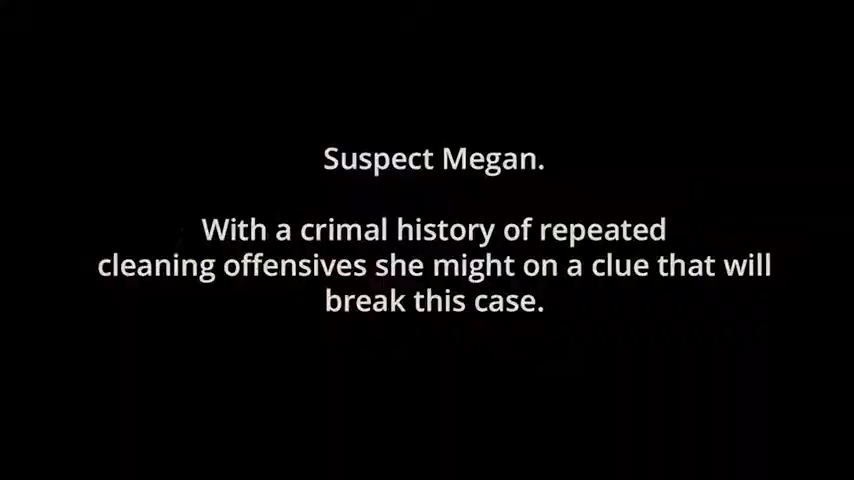 Suspect Megan.
With a crimal history of repeated
cleaning offensives she might on a clue that will
break this case.